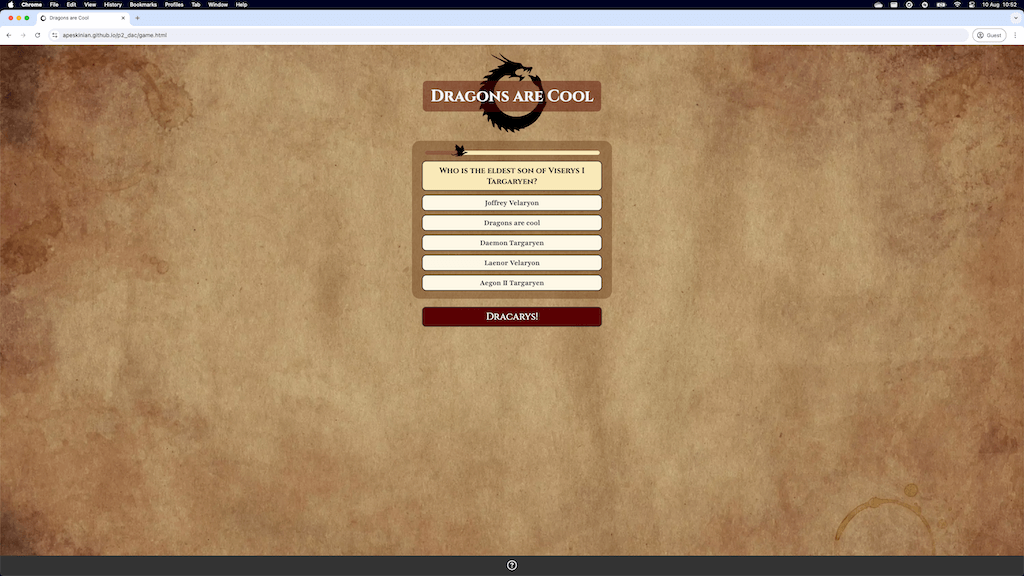 Chrome File Edit View History Bookmarks Profiles Tab Window Help 10 Aug 10:52
Dragons are Cool
apeskinian.github.io/p2_dac/game.html Guest
Dragons are Cool
Who is the eldest son of Viserys I
Targaryen?
Joffrey Velaryon
Dragons are cool
Daemon Targaryen
Laenor Velaryon
Aegon II Targaryen
Dracarys!
?